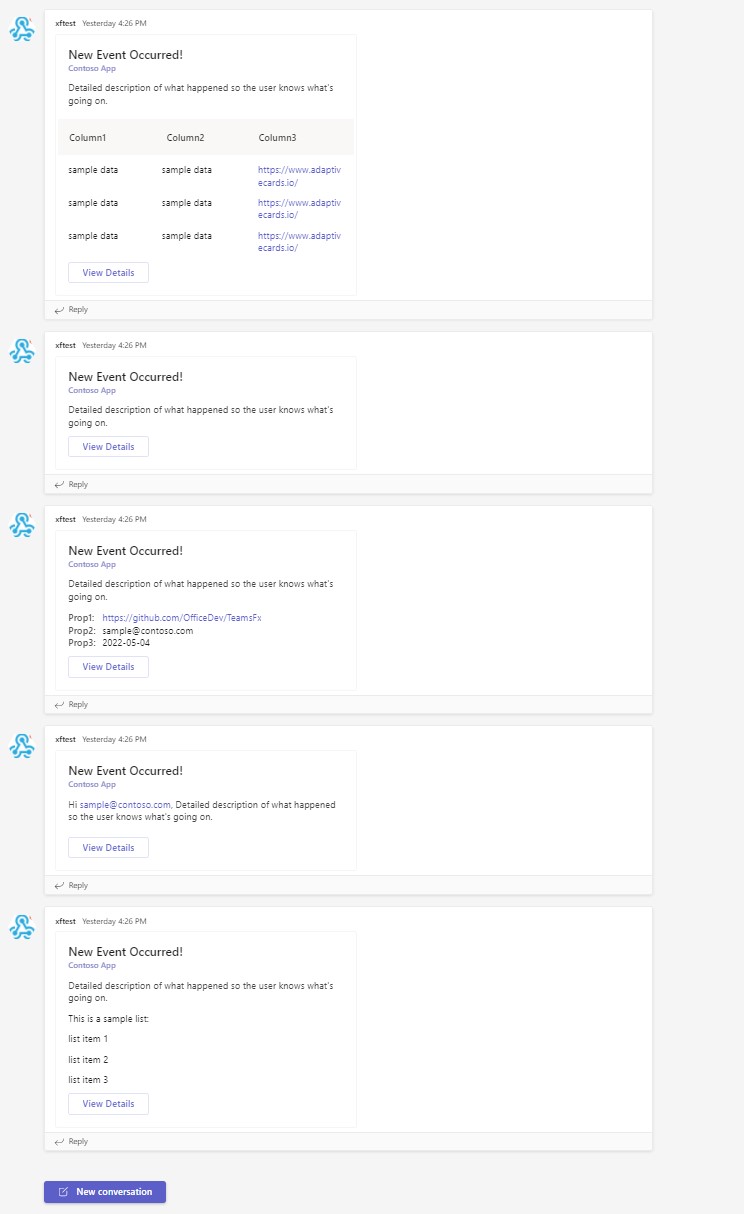 xftest Yesterday 4:26 PM
New Event Occurred!
Contoso App
Detailed description of what happened so the user knows what's
going on.
Column1 Column2 Column3
sample data sample data https://www.adaptiv
ecards.io/
sample data sample data https://www.adaptiv
ecards.io/
sample data sample data https://www.adaptiv
ecards.io/
View Details
Reply
xftest Yesterday 4:26 PM
New Event Occurred!
Contoso App
Detailed description of what happened so the user knows what's
going on.
View Details
Reply
xftest Yesterday 4:26 PM
New Event Occurred!
Contoso App
Detailed description of what happened so the user knows what's
going on.
Prop1: https://github.com/OfficeDev/TeamsFx
Prop2: sample@contoso.com
Prop3: 2022-05-04
View Details
Reply
xftest Yesterday 4:26 PM
New Event Occurred!
Contoso App
Hi sample@contoso.com, Detailed description of what happened
so the user knows what's going on.
View Details
Reply
xftest Yesterday 4:26 PM
New Event Occurred!
Contoso App
Detailed description of what happened so the user knows what's
going on.
This is a sample list:
list item 1
list item 2
list item 3
View Details
Reply
New conversation